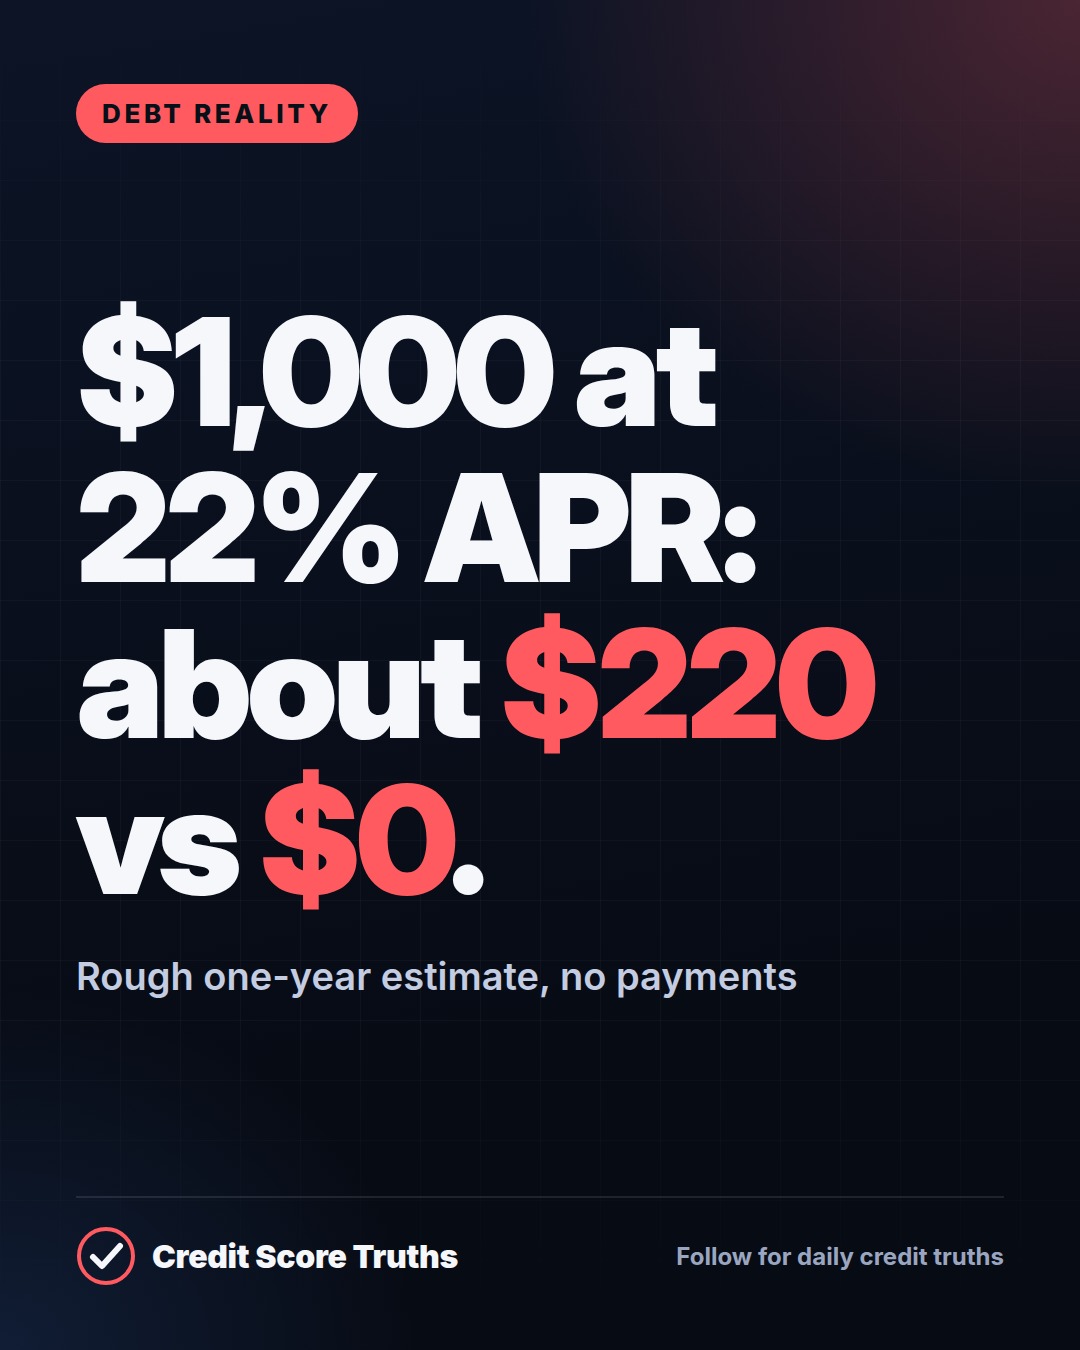 DEBT REALITY
$1,000 at
22% APR:
about $220
vs $0.
Rough one-year estimate, no payments
Credit Score Truths
Follow for daily credit truths